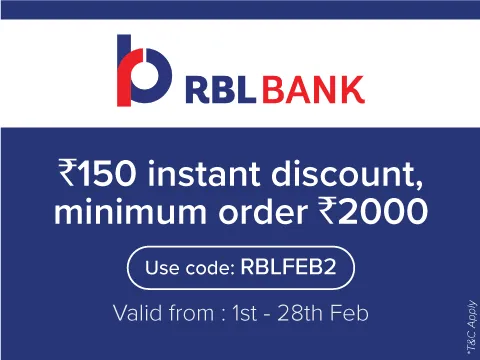 RBL BANK
₹150 instant discount,
minimum order ₹2000
Use code: RBLFEB2
Valid from : 1st - 28th Feb
*T&C Apply